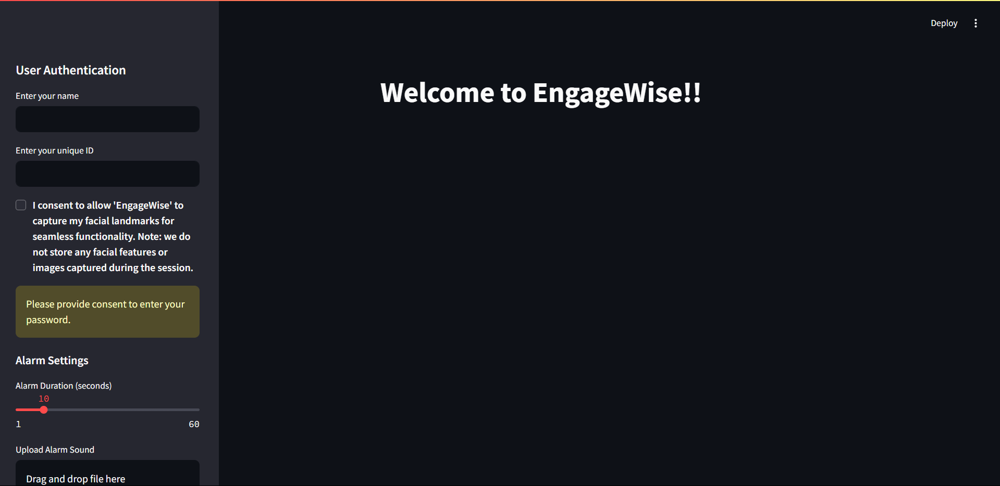 Deploy
User Authentication
Enter your name
Enter your unique ID
I consent to allow 'EngageWise' to
capture my facial landmarks for
seamless functionality. Note: we do
not store any facial features or
images captured during the session.
Please provide consent to enter your
password.
Alarm Settings
Alarm Duration (seconds)
10
1 60
Upload Alarm Sound
Drag and drop file here
Welcome to EngageWise!!